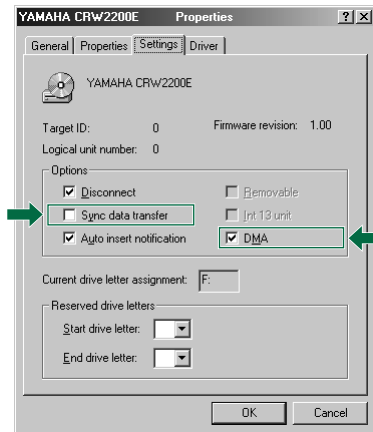 YAMAHA CRW2200E Properties ? ×
General Properties Settings Driver
YAMAHA CRW2200E
Target ID: 0 Firmware revision: 1.00
Logical unit number: 0
Options
Disconnect Removable
Sync data transfer Int 13 unit
Auto insert notification DMA
Current drive letter assignment: F:
Reserved drive letters
Start drive letter:
End drive letter:
OK Cancel